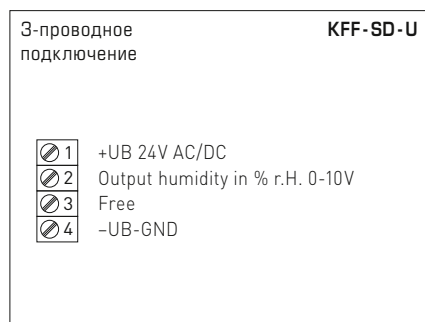 3-проводное KFF-SD-U
подключение
1 +UB 24V AC/DC
2 Output humidity in % r.H. 0-10V
3 Free
4 –UB-GND